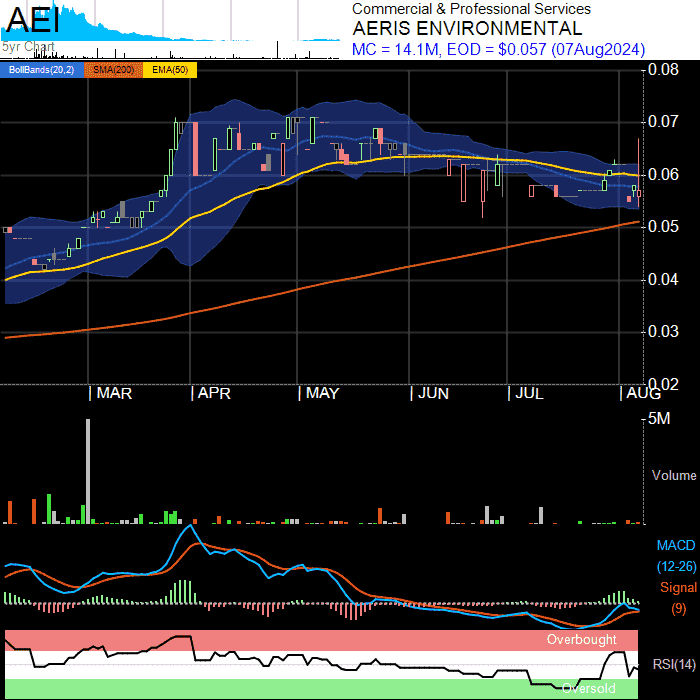 AEI
5yr Chart
Commercial & Professional Services
AERIS ENVIRONMENTAL
MC = 14.1M, EOD = $0.057 (07Aug2024)
BollBands(20,2) SMA(200) EMA(50)
0.08
0.07
0.06
0.05
0.04
0.03
0.02
| MAR | APR | MAY | JUN | JUL | AUG
5M
Volume
MACD
(12-26)
Signal
(9)
Overbought
RSI(14)
Oversold